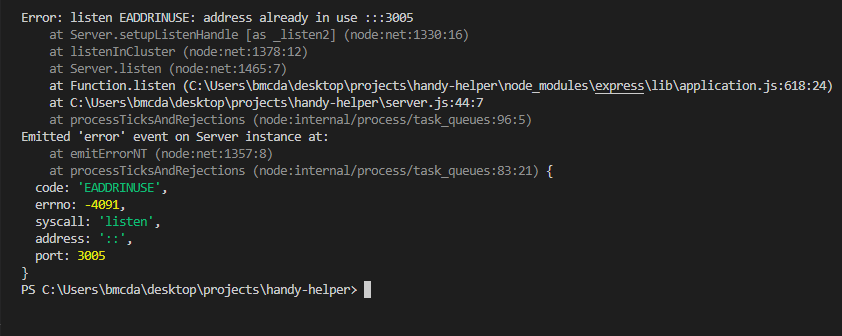 Error: listen EADDRINUSE: address already in use :::3005
    at Server.setupListenHandle [as _listen2] (node:net:1330:16)
    at listenInCluster (node:net:1378:12)
    at Server.listen (node:net:1465:7)
    at Function.listen (C:\Users\bmcda\desktop\projects\handy-helper\node_modules\express\lib\application.js:618:24)
    at C:\Users\bmcda\desktop\projects\handy-helper\server.js:44:7
    at processTicksAndRejections (node:internal/process/task_queues:96:5)
Emitted 'error' event on Server instance at:
    at emitErrorNT (node:net:1357:8)
    at processTicksAndRejections (node:internal/process/task_queues:83:21) {
  code: 'EADDRINUSE',
  errno: -4091,
  syscall: 'listen',
  address: '::',
  port: 3005
}
PS C:\Users\bmcda\desktop\projects\handy-helper>